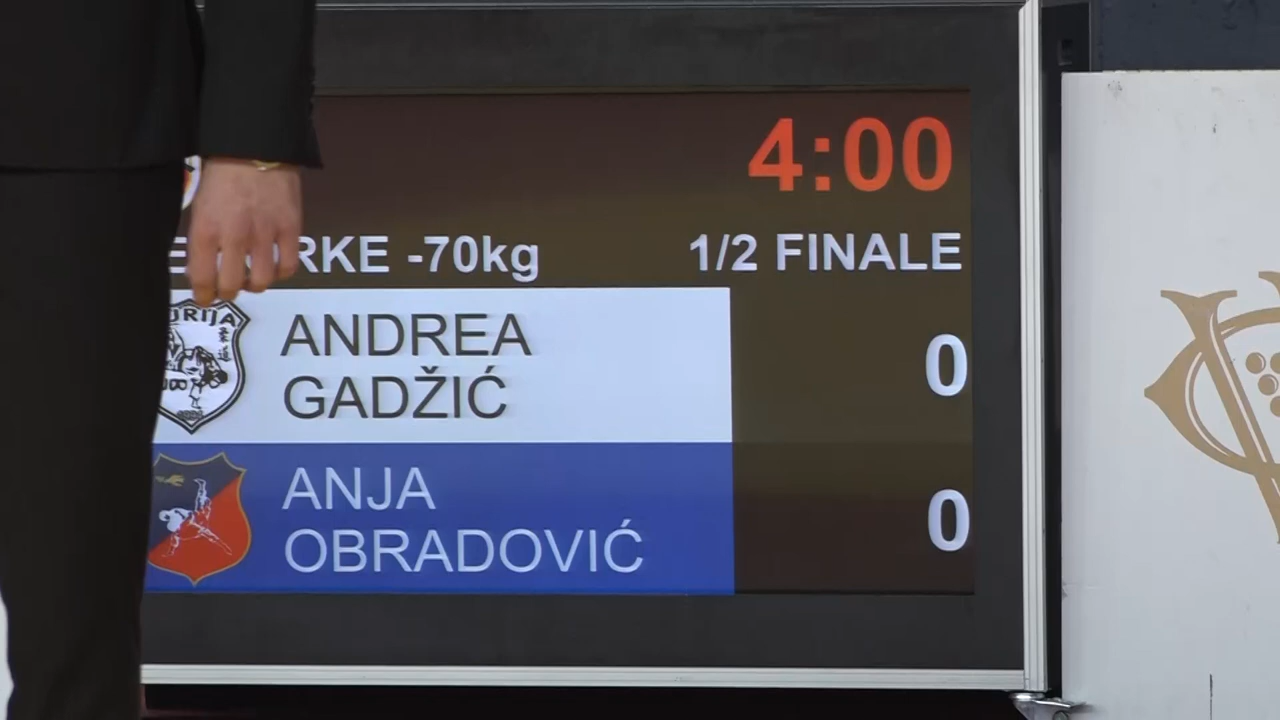 4:00
RKE -70kg
1/2 FINALE
ANDREA
GADŽIĆ
0
ANJA
OBRADOVIĆ
0